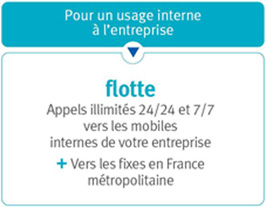 Pour un usage interne
à l'entreprise
flotte
Appels illimités 24/24 et 7/7
vers les mobiles
internes de votre entreprise
+ Vers les fixes en France
métropolitaine